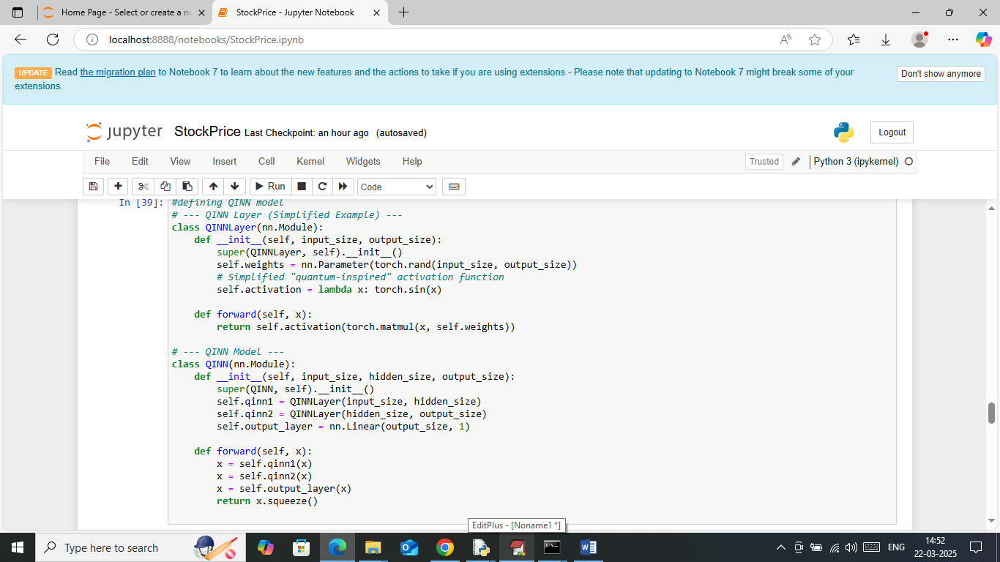 Home Page - Select or create a no
StockPrice - Jupyter Notebook
localhost:8888/notebooks/StockPrice.ipynb
UPDATE Read the migration plan to Notebook 7 to learn about the new features and the actions to take if you are using extensions - Please note that updating to Notebook 7 might break some of your
extensions.
Don't show anymore
jupyter StockPrice Last Checkpoint: an hour ago (autosaved)
Logout
File Edit View Insert Cell Kernel Widgets Help
Trusted
Python 3 (ipykernel)
Run
Code
In [39]: #defining QINN model
# --- QINN Layer (Simplified Example) ---
class QINNLayer(nn.Module):
    def __init__(self, input_size, output_size):
        super(QINNLayer, self).__init__()
        self.weights = nn.Parameter(torch.rand(input_size, output_size))
        # Simplified "quantum-inspired" activation function
        self.activation = lambda x: torch.sin(x)
    def forward(self, x):
        return self.activation(torch.matmul(x, self.weights))
# --- QINN Model ---
class QINN(nn.Module):
    def __init__(self, input_size, hidden_size, output_size):
        super(QINN, self).__init__()
        self.qinn1 = QINNLayer(input_size, hidden_size)
        self.qinn2 = QINNLayer(hidden_size, output_size)
        self.output_layer = nn.Linear(output_size, 1)
    def forward(self, x):
        x = self.qinn1(x)
        x = self.qinn2(x)
        x = self.output_layer(x)
        return x.squeeze()
EditPlus - [Noname1 *]
Type here to search
ENG
14:52
22-03-2025